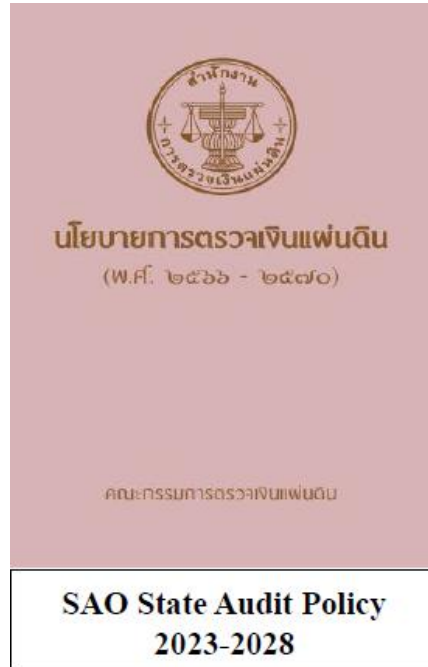 สำนักงาน
การตรวจเงินแผ่นดิน
นโยบายการตรวจเงินแผ่นดิน
(พ.ศ. ๒๕๖๖ - ๒๕๗๐)
คณะกรรมการตรวจเงินแผ่นดิน
SAO State Audit Policy
2023-2028